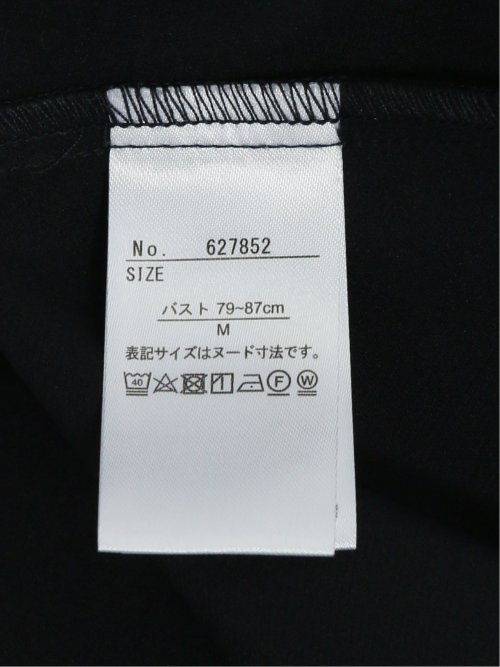 No. 627852
SIZE
バスト 79~87cm
M
表記サイズはヌード寸法です。
40 F W